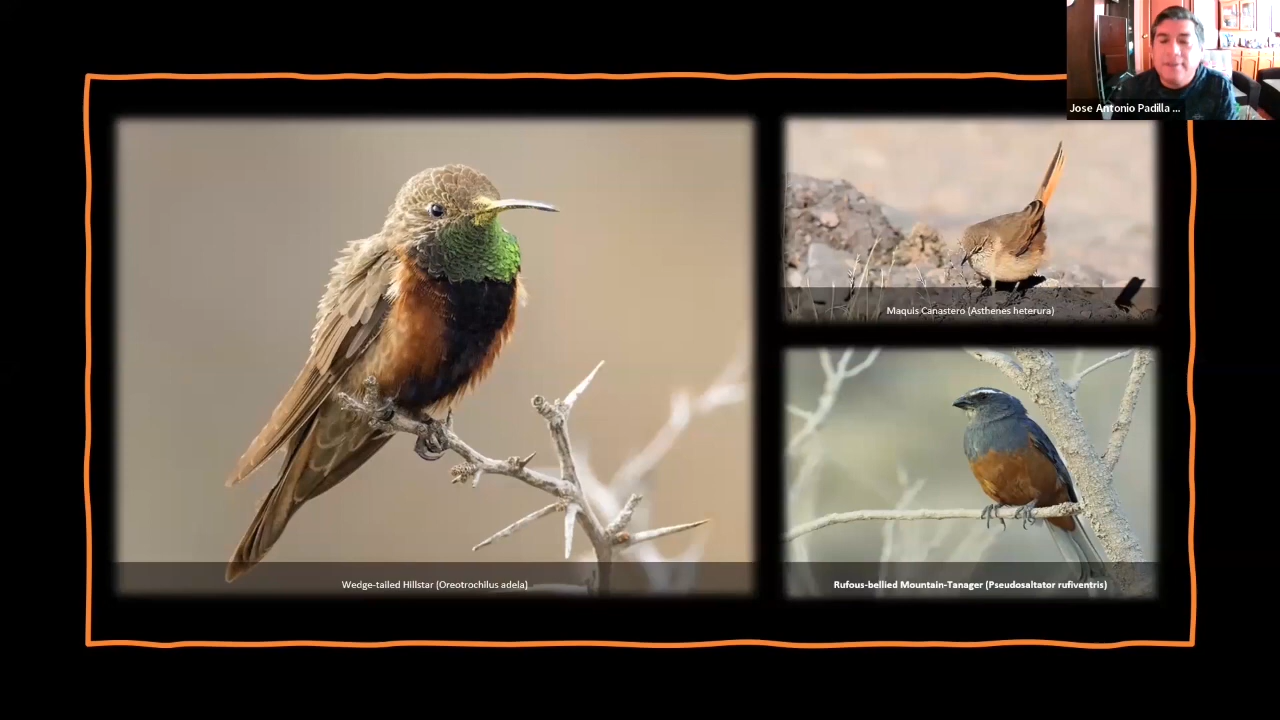 Jose Antonio Padilla ...
Maquis Canastero (Asthenes heterura)
Wedge-tailed Hillstar (Oreotrochilus adela)
Rufous-bellied Mountain-Tanager (Pseudosaltator rufiventris)